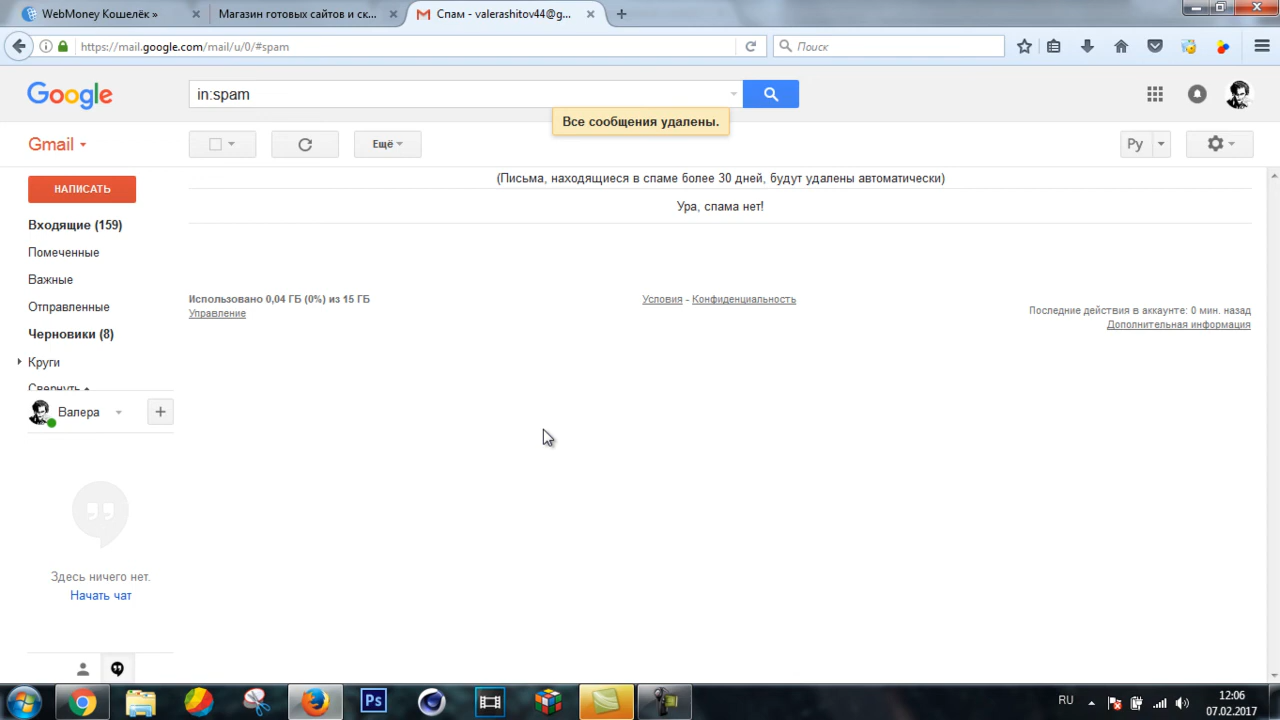 WebMoney Кошелёк »
Магазин готовых сайтов и ск...
Спам - valerashitov44@g...
https://mail.google.com/mail/u/0/#spam
Поиск
Google
in:spam
Все сообщения удалены.
Gmail
Ещё
Ру
(Письма, находящиеся в спаме более 30 дней, будут удалены автоматически)
НАПИСАТЬ
Ура, спама нет!
Входящие (159)
Помеченные
Важные
Отправленные
Черновики (8)
Круги
Свернуть
Использовано 0,04 ГБ (0%) из 15 ГБ
Управление
Условия - Конфиденциальность
Последние действия в аккаунте: 0 мин. назад
Дополнительная информация
Валера
Здесь ничего нет.
Начать чат
Ps
RU
12:06
07.02.2017